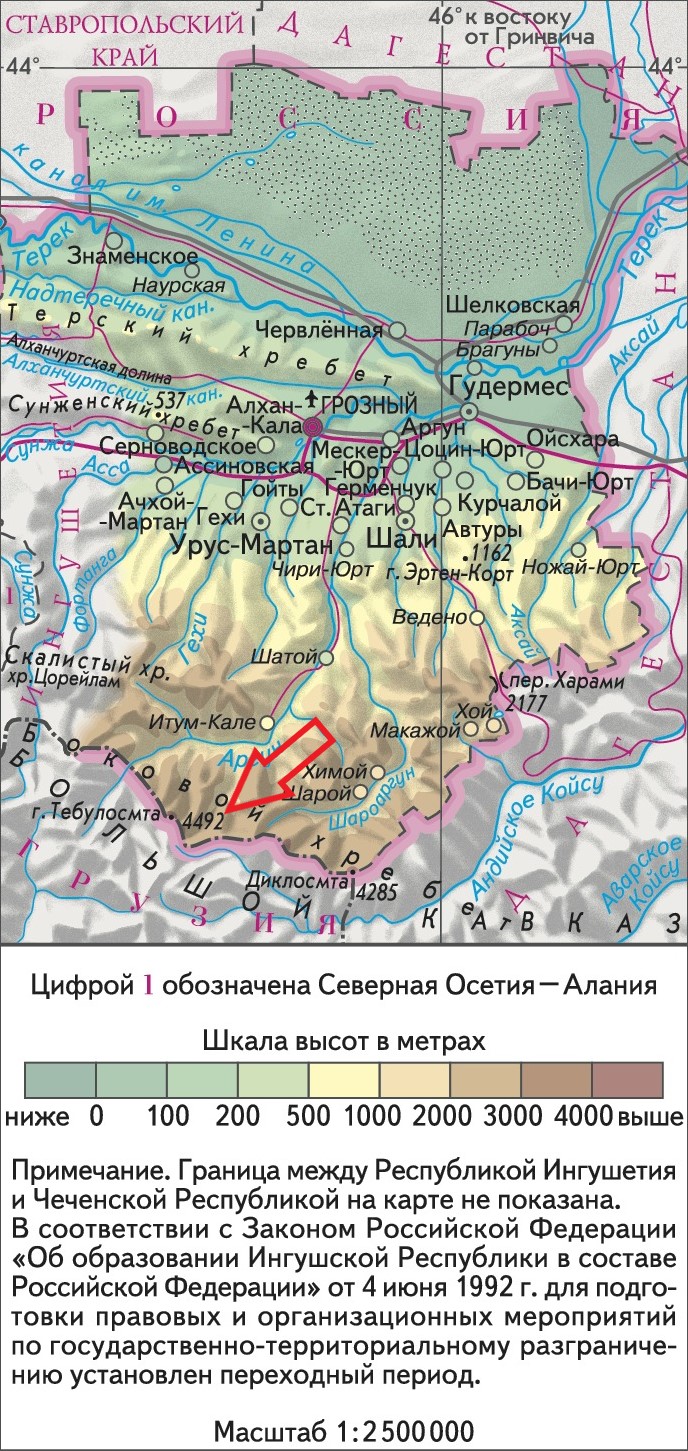 СТАВРОПОЛЬСКИЙ
КРАЙ
ДАГЕСТАН
46° к востоку
от Гринвича
44°
44°
РОССИЯ
канал им. Ленина
Терек
Терек
Знаменское
Наурская
Надтеречный кан.
Терский хребет
Шелковская
Парабоч
Брагуны
Червлённая
Аксай
Алханчуртская долина
Алханчуртский кан.
537
Гудермес
Сунженский хребет
Алхан-
-Кала
ГРОЗНЫЙ
Аргун
Сунжа
Серноводское
Мескер-
-Юрт
Цоцин-Юрт
Ойсхара
Асса
Ассиновская
Гойты
Герменчук
Бачи-Юрт
Ачхой-
-Мартан
Гехи
Ст. Атаги
Курчалой
Урус-Мартан
Шали
Автуры
1162
г. Эртен-Корт
Чири-Юрт
Ножай-Юрт
ИНГУШЕТИЯ
Сунжа
1
Фортанга
Гехи
Ведено
Аксай
Скалистый хр.
хр. Цорейлам
Шатой
пер. Харами
2177
Итум-Кале
Хой
Макажой
Аргун
Химой
Шарой
Шароаргун
Боковой хребет
г. Тебулосмта
4492
Андийское Койсу
Аварское
Койсу
ДАГЕСТАН
Диклосмта
4285
ГРУЗИЯ
БОЛЬШОЙ КАВКАЗ
Цифрой 1 обозначена Северная Осетия — Алания
Шкала высот в метрах
ниже 0 100 200 500 1000 2000 3000 4000 выше
Примечание. Граница между Республикой Ингушетия
и Чеченской Республикой на карте не показана.
В соответствии с Законом Российской Федерации
«Об образовании Ингушской Республики в составе
Российской Федерации» от 4 июня 1992 г. для подго-
товки правовых и организационных мероприятий
по государственно-территориальному разграниче-
нию установлен переходный период.
Масштаб 1:2 500 000